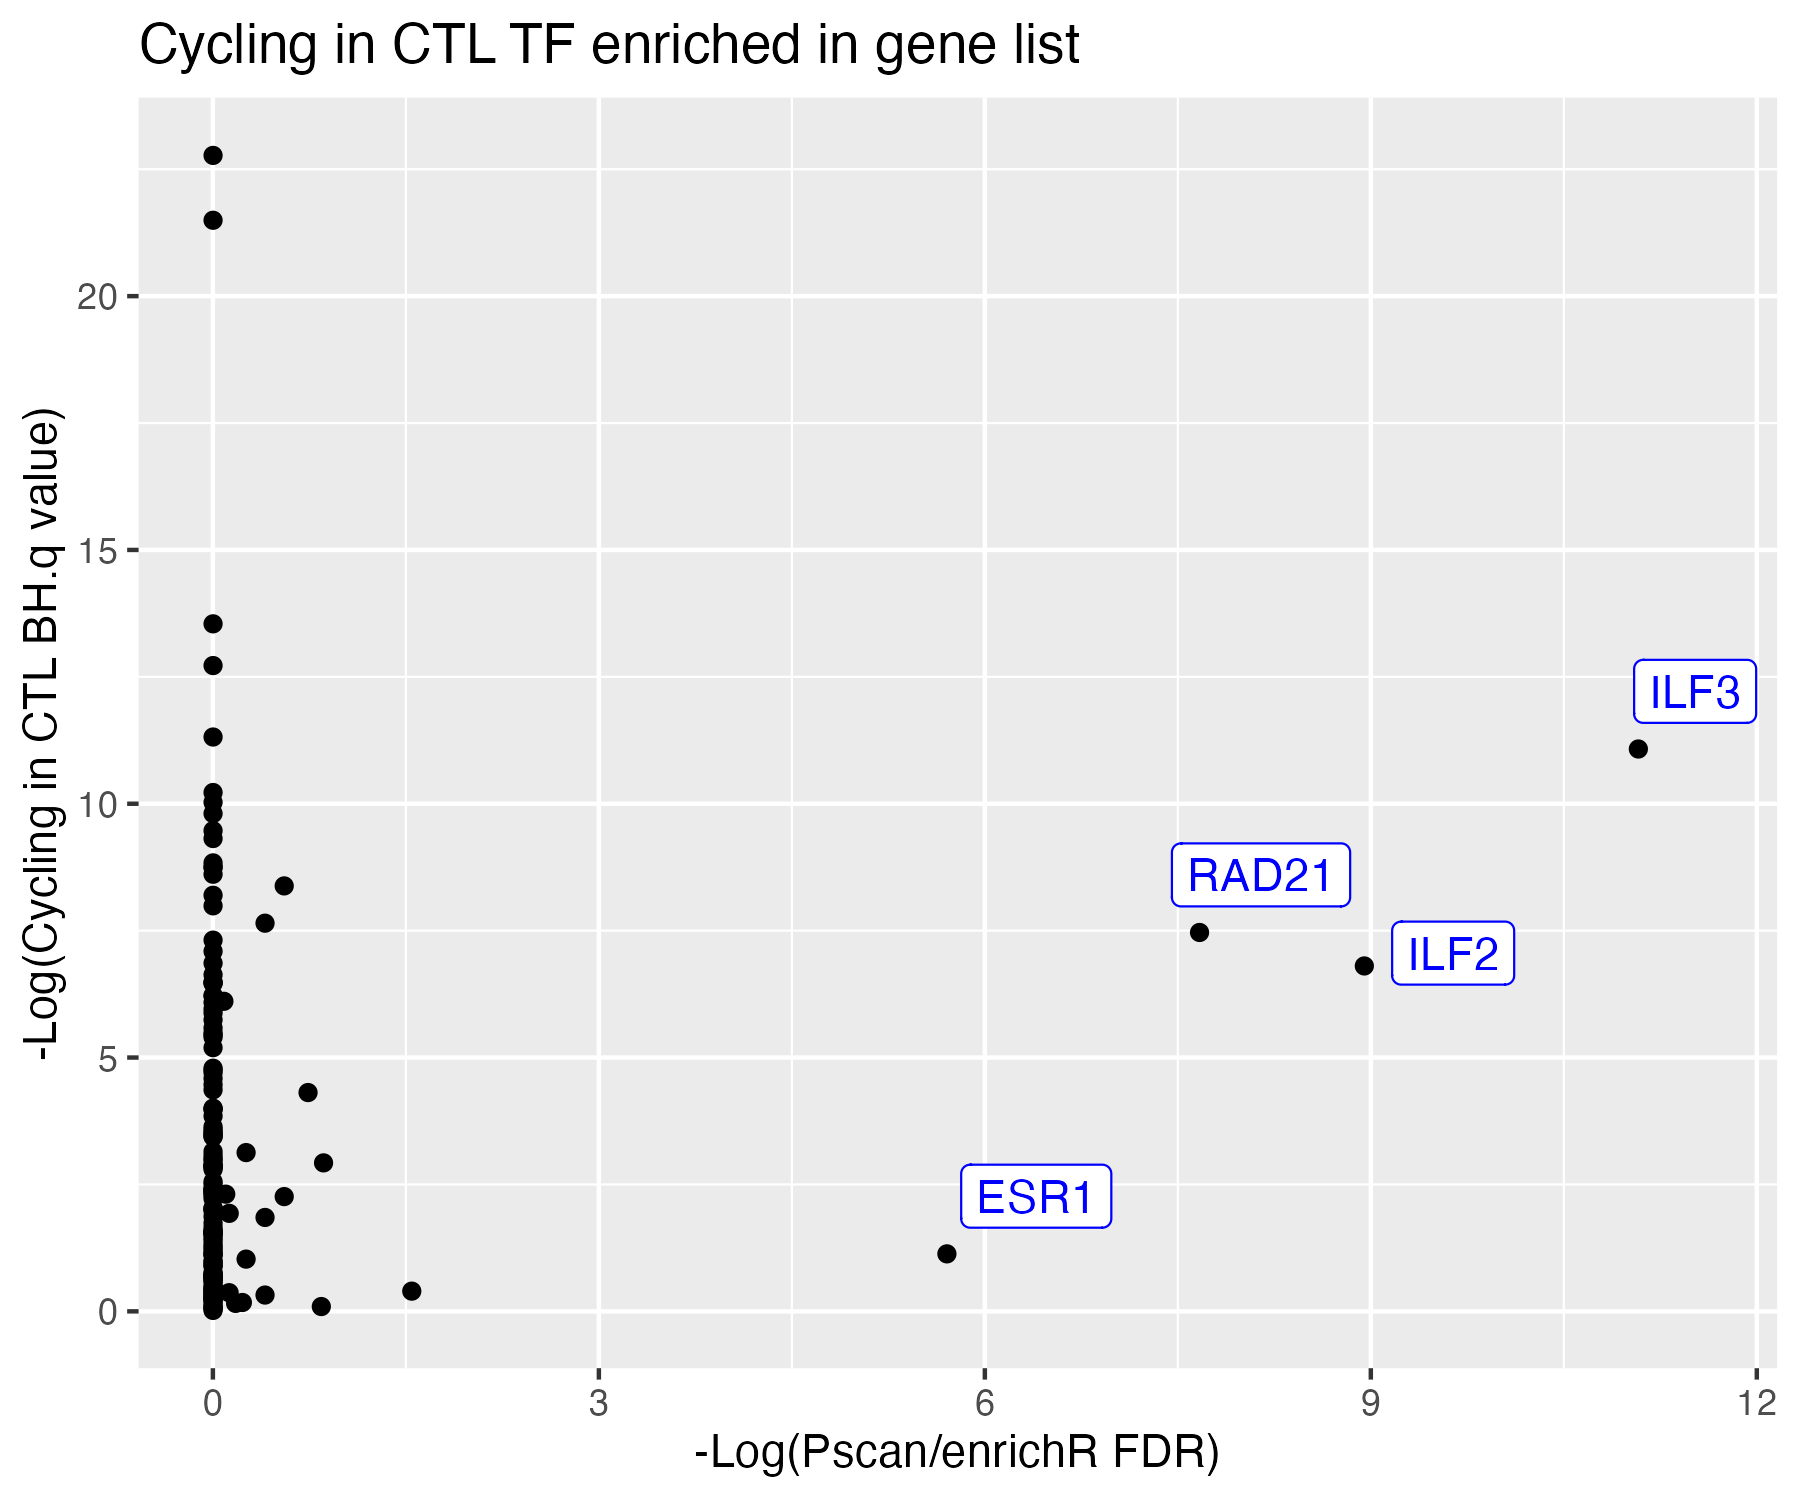 Cycling in CTL TF enriched in gene list
-Log(Cycling in CTL BH.q value)
20
15
10
5
0
ILF3
RAD21
ILF2
ESR1
0 3 6 9 12
-Log(Pscan/enrichR FDR)